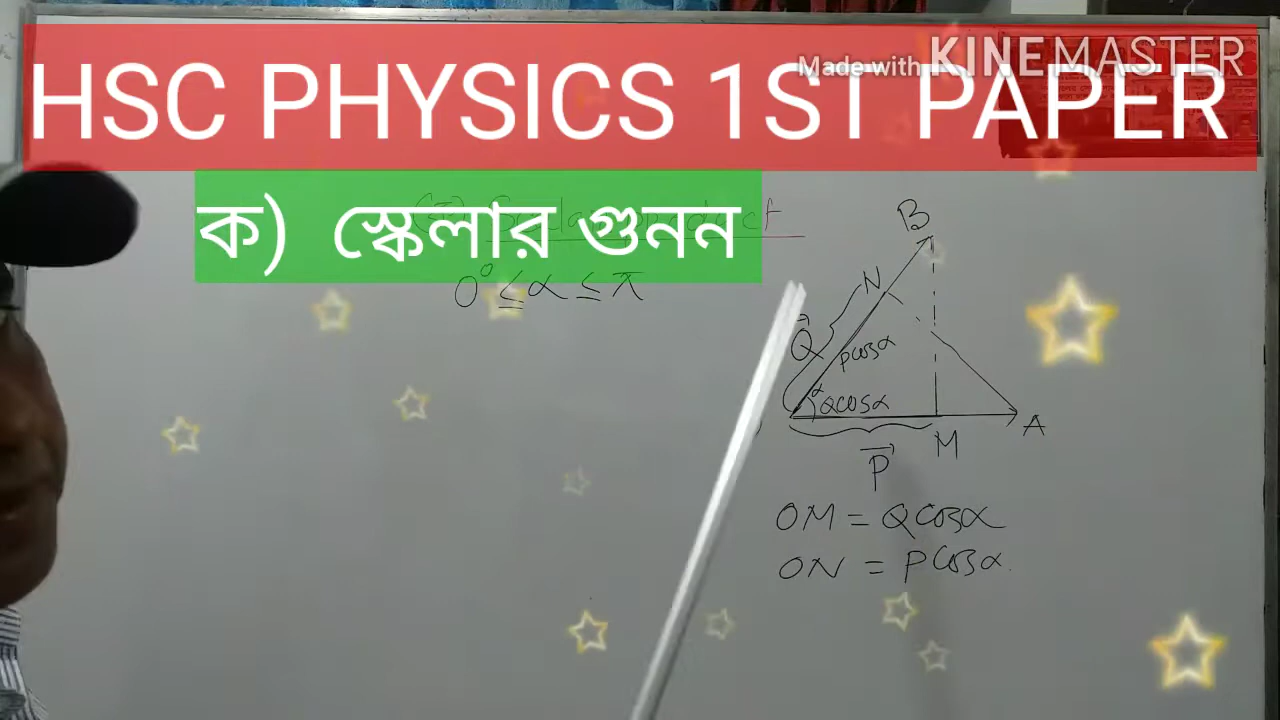 Made with KINEMASTER
HSC PHYSICS 1ST PAPER
ক) স্কেলার গুনন
0° ≤ α ≤ π
B
N
Q
Pcosα
α
Qcosα
A
M
P
OM = Qcosα
ON = Pcosα